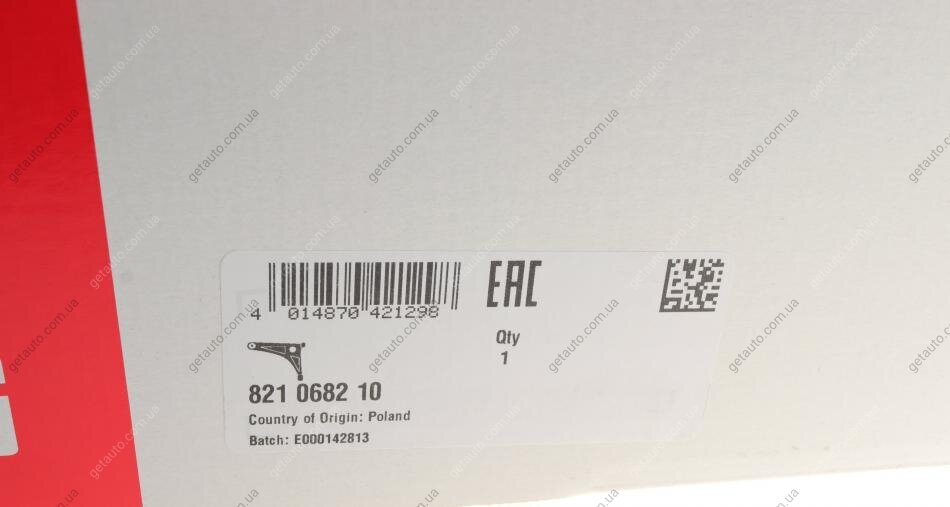 EAC
4 014870 421298
Qty
1
821 0682 10
Country of Origin: Poland
Batch: E000142813
getauto.com.ua